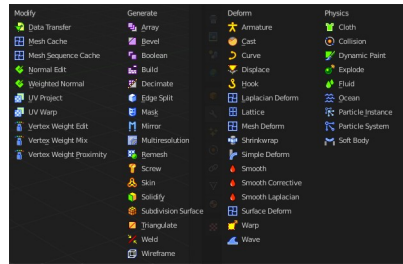 Modify
Data Transfer
Mesh Cache
Mesh Sequence Cache
Normal Edit
Weighted Normal
UV Project
UV Warp
Vertex Weight Edit
Vertex Weight Mix
Vertex Weight Proximity
Generate
Array
Bevel
Boolean
Build
Decimate
Edge Split
Mask
Mirror
Multiresolution
Remesh
Screw
Skin
Solidify
Subdivision Surface
Triangulate
Weld
Wireframe
Deform
Armature
Cast
Curve
Displace
Hook
Laplacian Deform
Lattice
Mesh Deform
Shrinkwrap
Simple Deform
Smooth
Smooth Corrective
Smooth Laplacian
Surface Deform
Warp
Wave
Physics
Cloth
Collision
Dynamic Paint
Explode
Fluid
Ocean
Particle Instance
Particle System
Soft Body